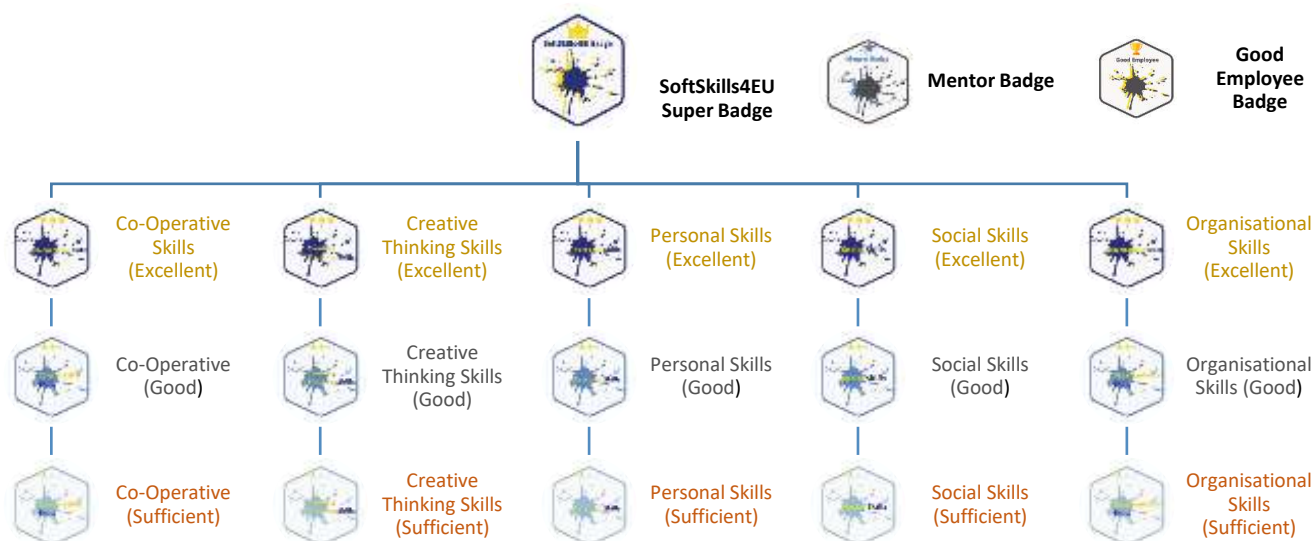 SoftSkills4EU
Super Badge
Mentor Badge
Good Employee
Good
Employee
Badge
Co-Operative
Skills
(Excellent)
Creative
Thinking Skills
(Excellent)
Personal Skills
(Excellent)
Social Skills
(Excellent)
Organisational
Skills
(Excellent)
Co-Operative
(Good)
Creative
Thinking Skills
(Good)
Personal Skills
(Good)
Social Skills
(Good)
Organisational
Skills (Good)
Co-Operative
(Sufficient)
Creative
Thinking Skills
(Sufficient)
Personal Skills
(Sufficient)
Social Skills
(Sufficient)
Organisational
Skills
(Sufficient)